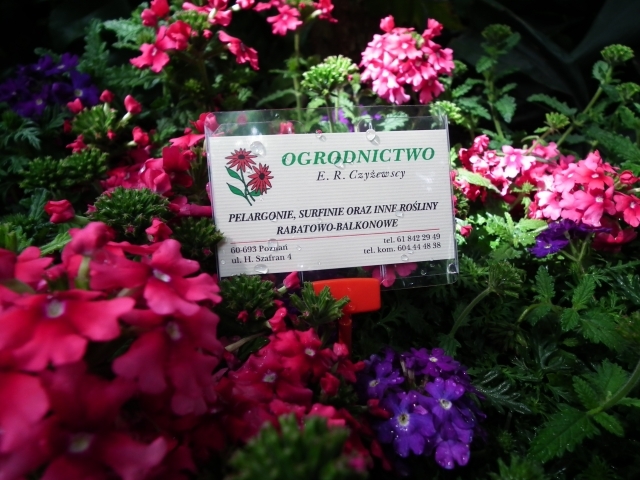 OGRODNICTWO
E. R. Czyżewscy
PELARGONIE, SURFINIE ORAZ INNE ROŚLINY
RABATOWO-BALKONOWE
60-693 Poznań tel. 61 842 29 49
ul. H. Szafran 4 tel. kom. 604 44 48 38